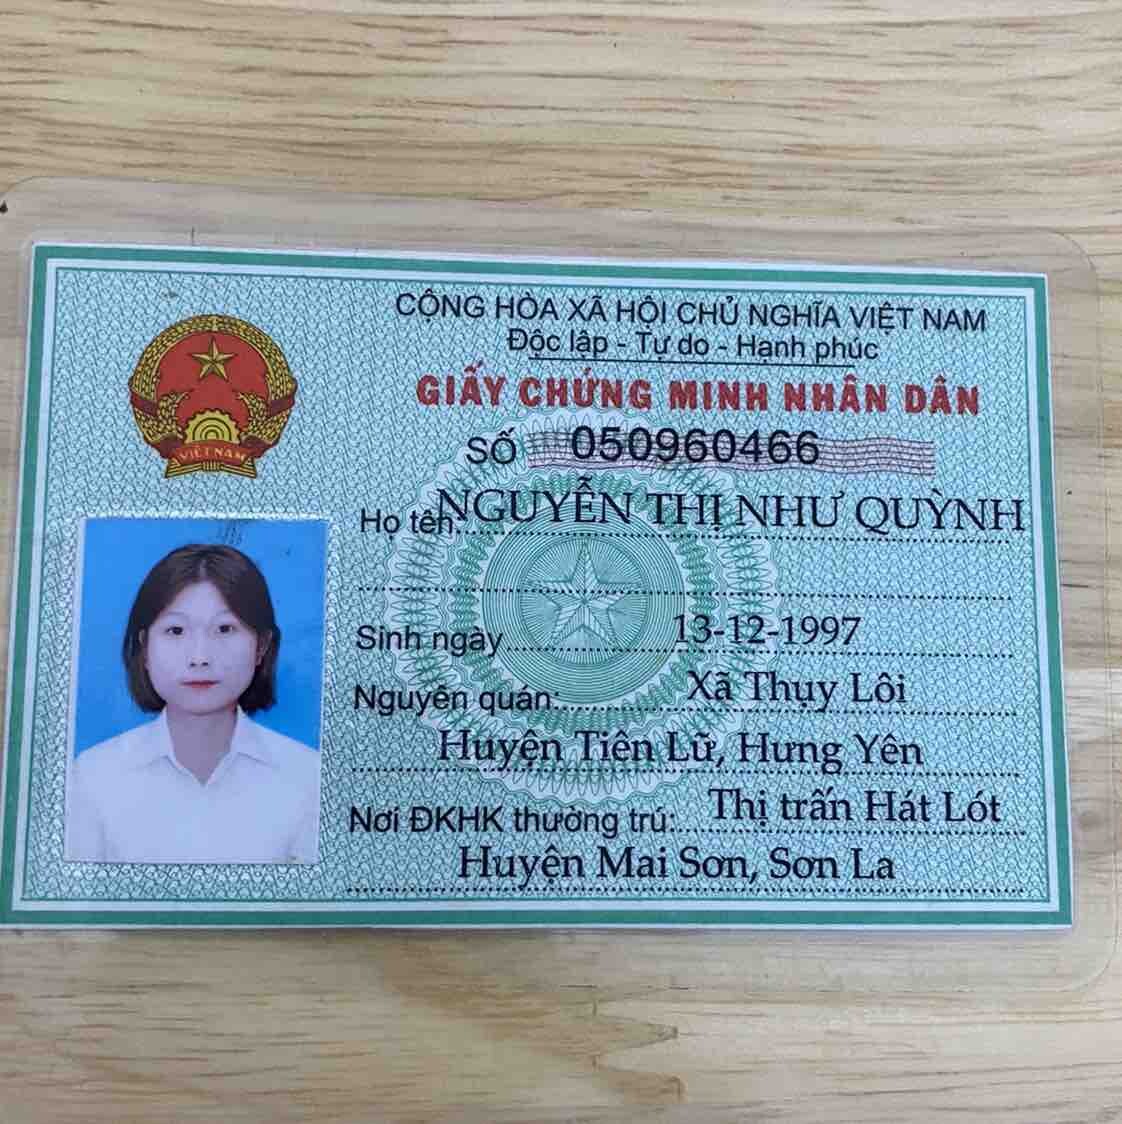 CỘNG HÒA XÃ HỘI CHỦ NGHĨA VIỆT NAM
Độc lập - Tự do - Hạnh phúc
GIẤY CHỨNG MINH NHÂN DÂN
SỐ 050960466
VIỆT NAM
Họ tên: NGUYỄN THỊ NHƯ QUỲNH
Sinh ngày 13-12-1997
Nguyên quán: Xã Thụy Lôi
Huyện Tiên Lữ, Hưng Yên
Nơi ĐKHK thường trú: Thị trấn Hát Lót
Huyện Mai Sơn, Sơn La